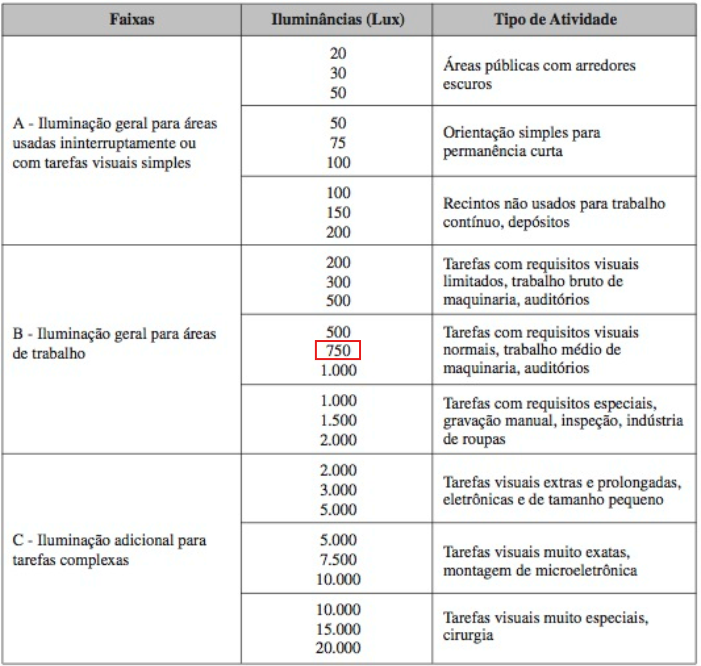 Faixas
Iluminâncias (Lux)
Tipo de Atividade
A - Iluminação geral para áreas
usadas ininterruptamente ou
com tarefas visuais simples
20
30
50
Áreas públicas com arredores
escuros
50
75
100
Orientação simples para
permanência curta
100
150
200
Recintos não usados para trabalho
contínuo, depósitos
B - Iluminação geral para áreas
de trabalho
200
300
500
Tarefas com requisitos visuais
limitados, trabalho bruto de
maquinaria, auditórios
500
750
1.000
Tarefas com requisitos visuais
normais, trabalho médio de
maquinaria, auditórios
1.000
1.500
2.000
Tarefas com requisitos especiais,
gravação manual, inspeção, indústria
de roupas
C - Iluminação adicional para
tarefas complexas
2.000
3.000
5.000
Tarefas visuais extras e prolongadas,
eletrônicas e de tamanho pequeno
5.000
7.500
10.000
Tarefas visuais muito exatas,
montagem de microeletrônica
10.000
15.000
20.000
Tarefas visuais muito especiais,
cirurgia